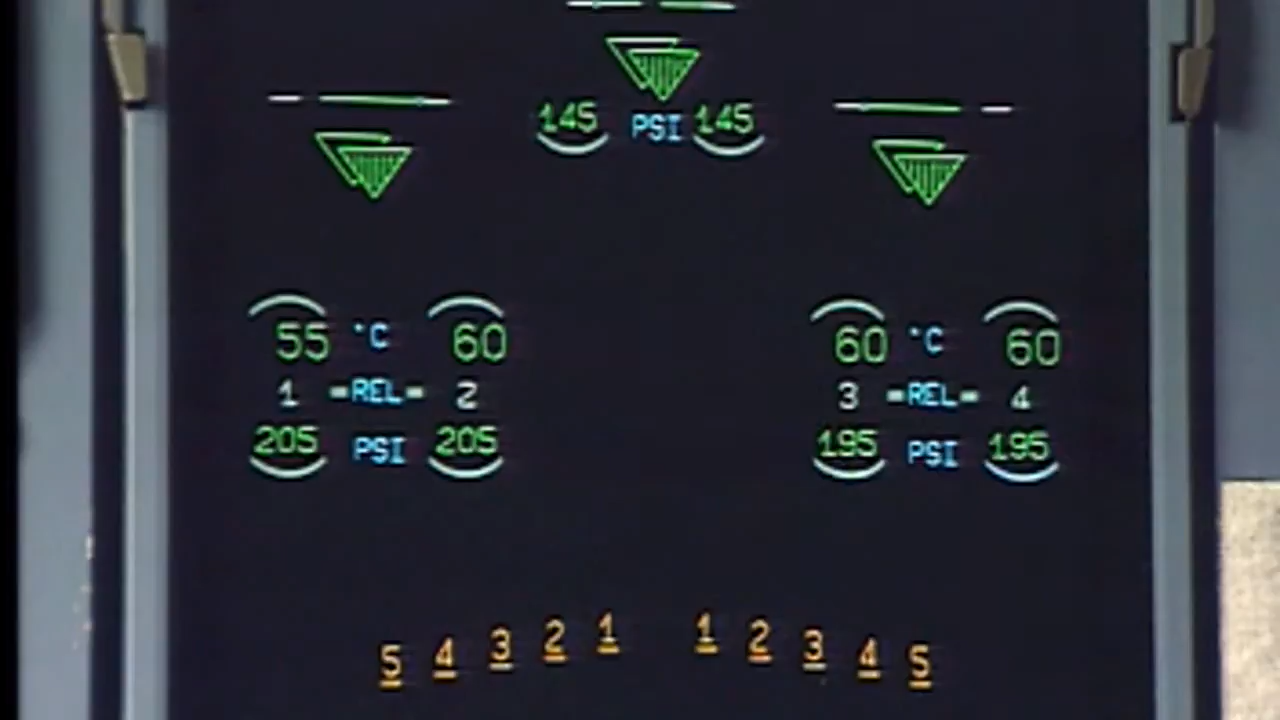 145 PSI 145
55 °C 60 60 °C 60
1 REL 2 3 REL 4
205 PSI 205 195 PSI 195
5 4 3 2 1 1 2 3 4 5